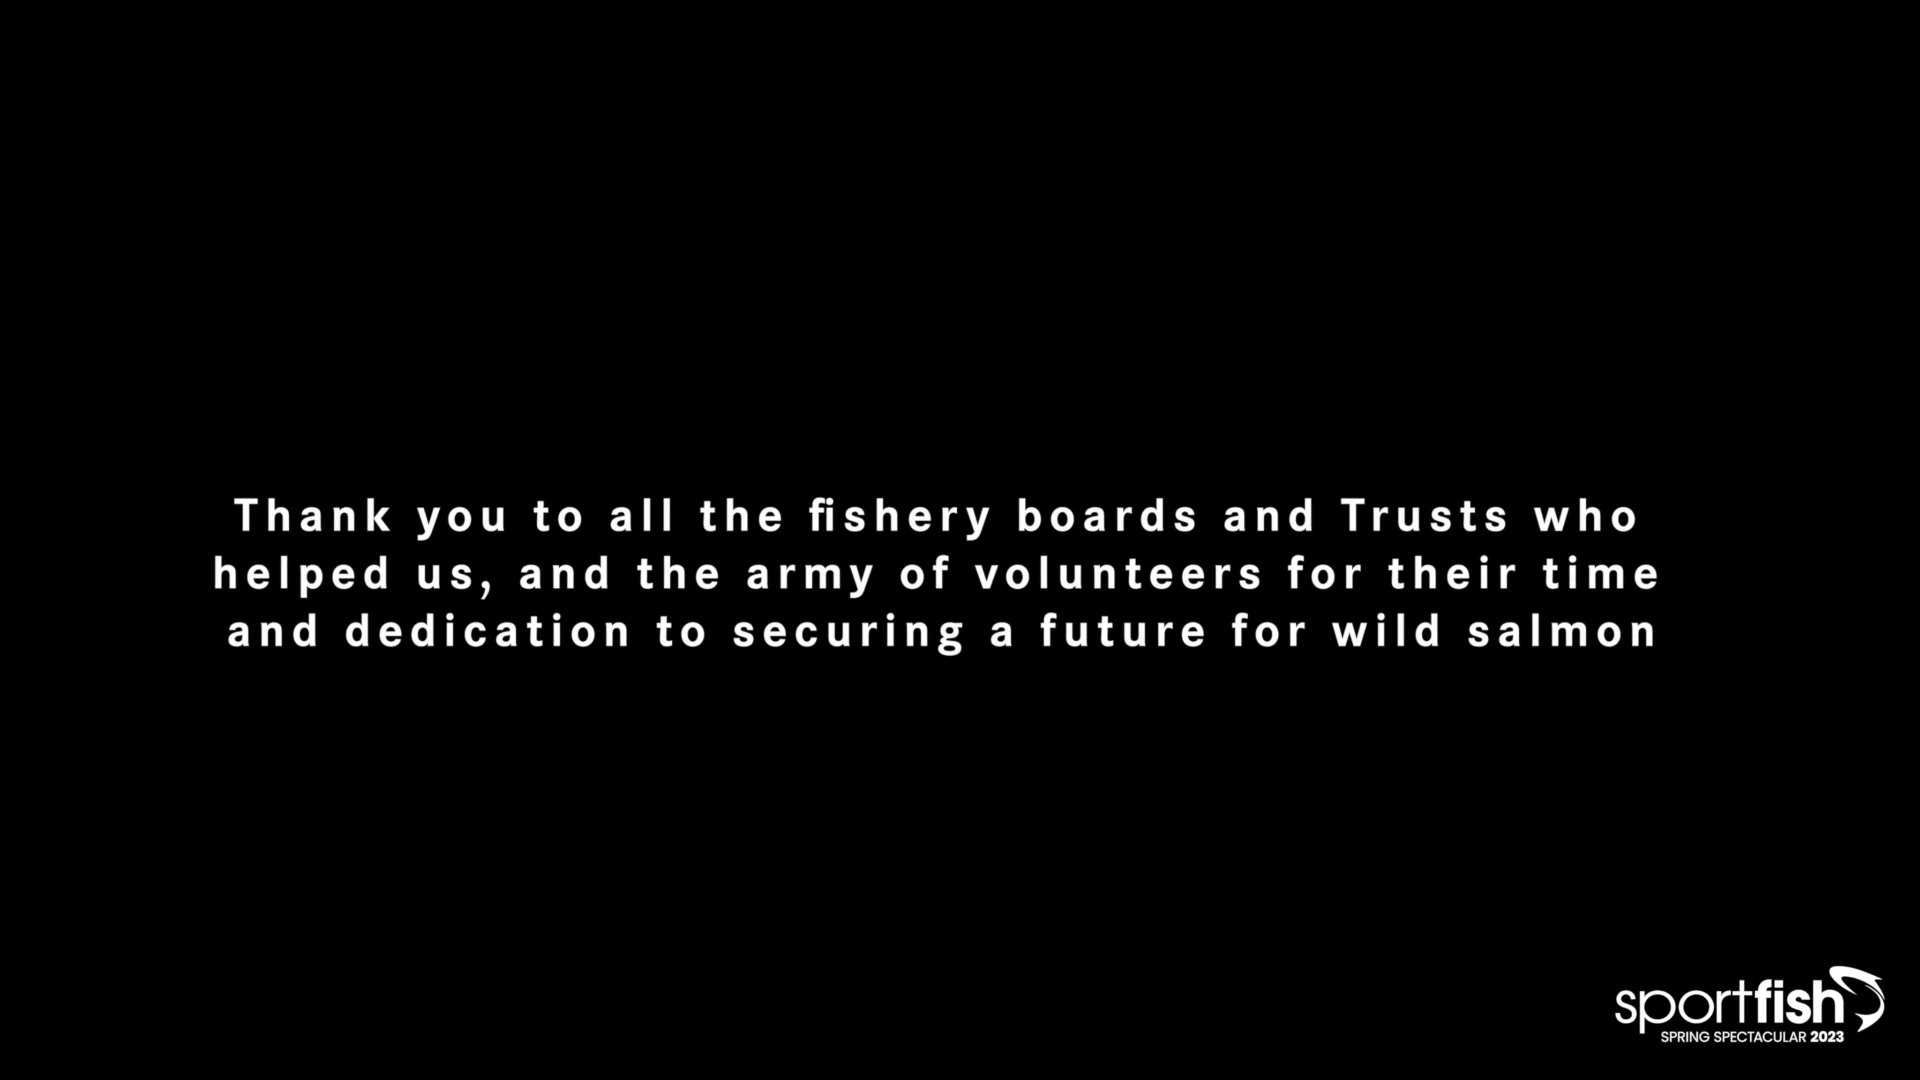 Thank you to all the fishery boards and Trusts who
helped us, and the army of volunteers for their time
and dedication to securing a future for wild salmon
sportfish
SPRING SPECTACULAR 2023